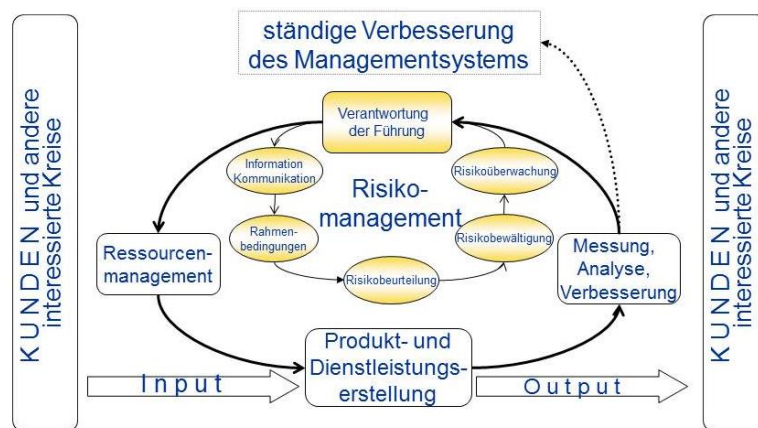 ständige Verbesserung
des Managementsystems
KUNDEN und andere
interessierte Kreise
Verantwortung
der Führung
Information
Kommunikation
Risikoüberwachung
Risiko-
management
Rahmen-
bedingungen
Risikobewältigung
Ressourcen-
management
Messung,
Analyse,
Verbesserung
Risikobeurteilung
Produkt- und
Dienstleistungs-
erstellung
Input
Output
KUNDEN und andere
interessierte Kreise